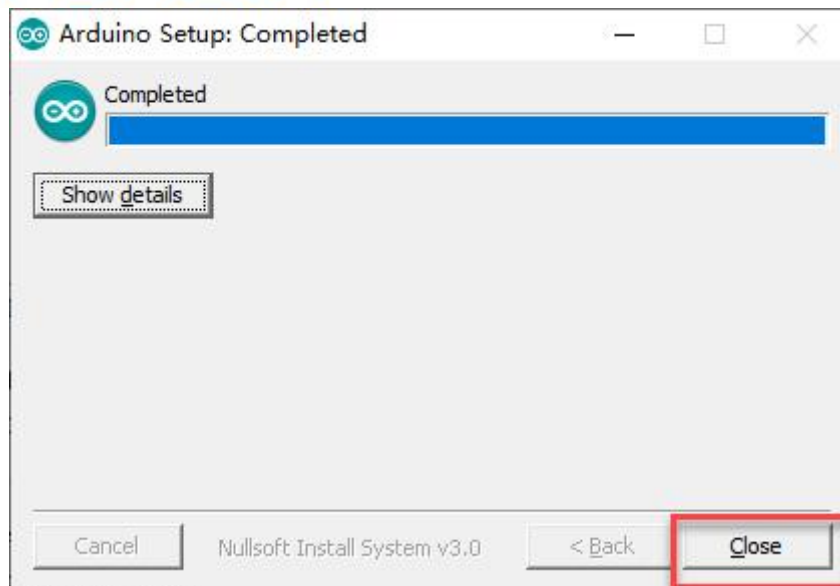 Arduino Setup: Completed
Completed
Show details
Cancel
Nullsoft Install System v3.0
< Back
Close